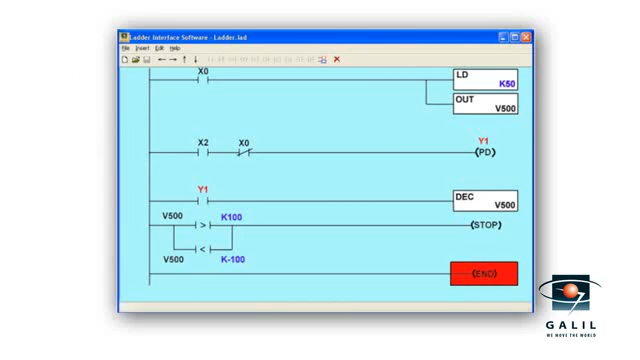 Ladder Interface Software - Ladder.lad
File Insert Edit Help
X0
LD
K50
OUT
V500
X2 X0 Y1
(PD)
Y1
DEC
V500
V500 > K100
(STOP)
V500 < K-100
(END)
GALIL
WE MOVE THE WORLD